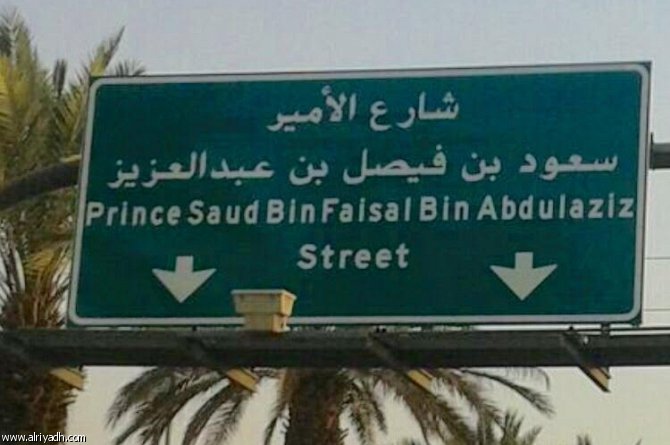 شارع الأمير
سعود بن فيصل بن عبدالعزيز
Prince Saud Bin Faisal Bin Abdulaziz
Street
www.alriyadh.com